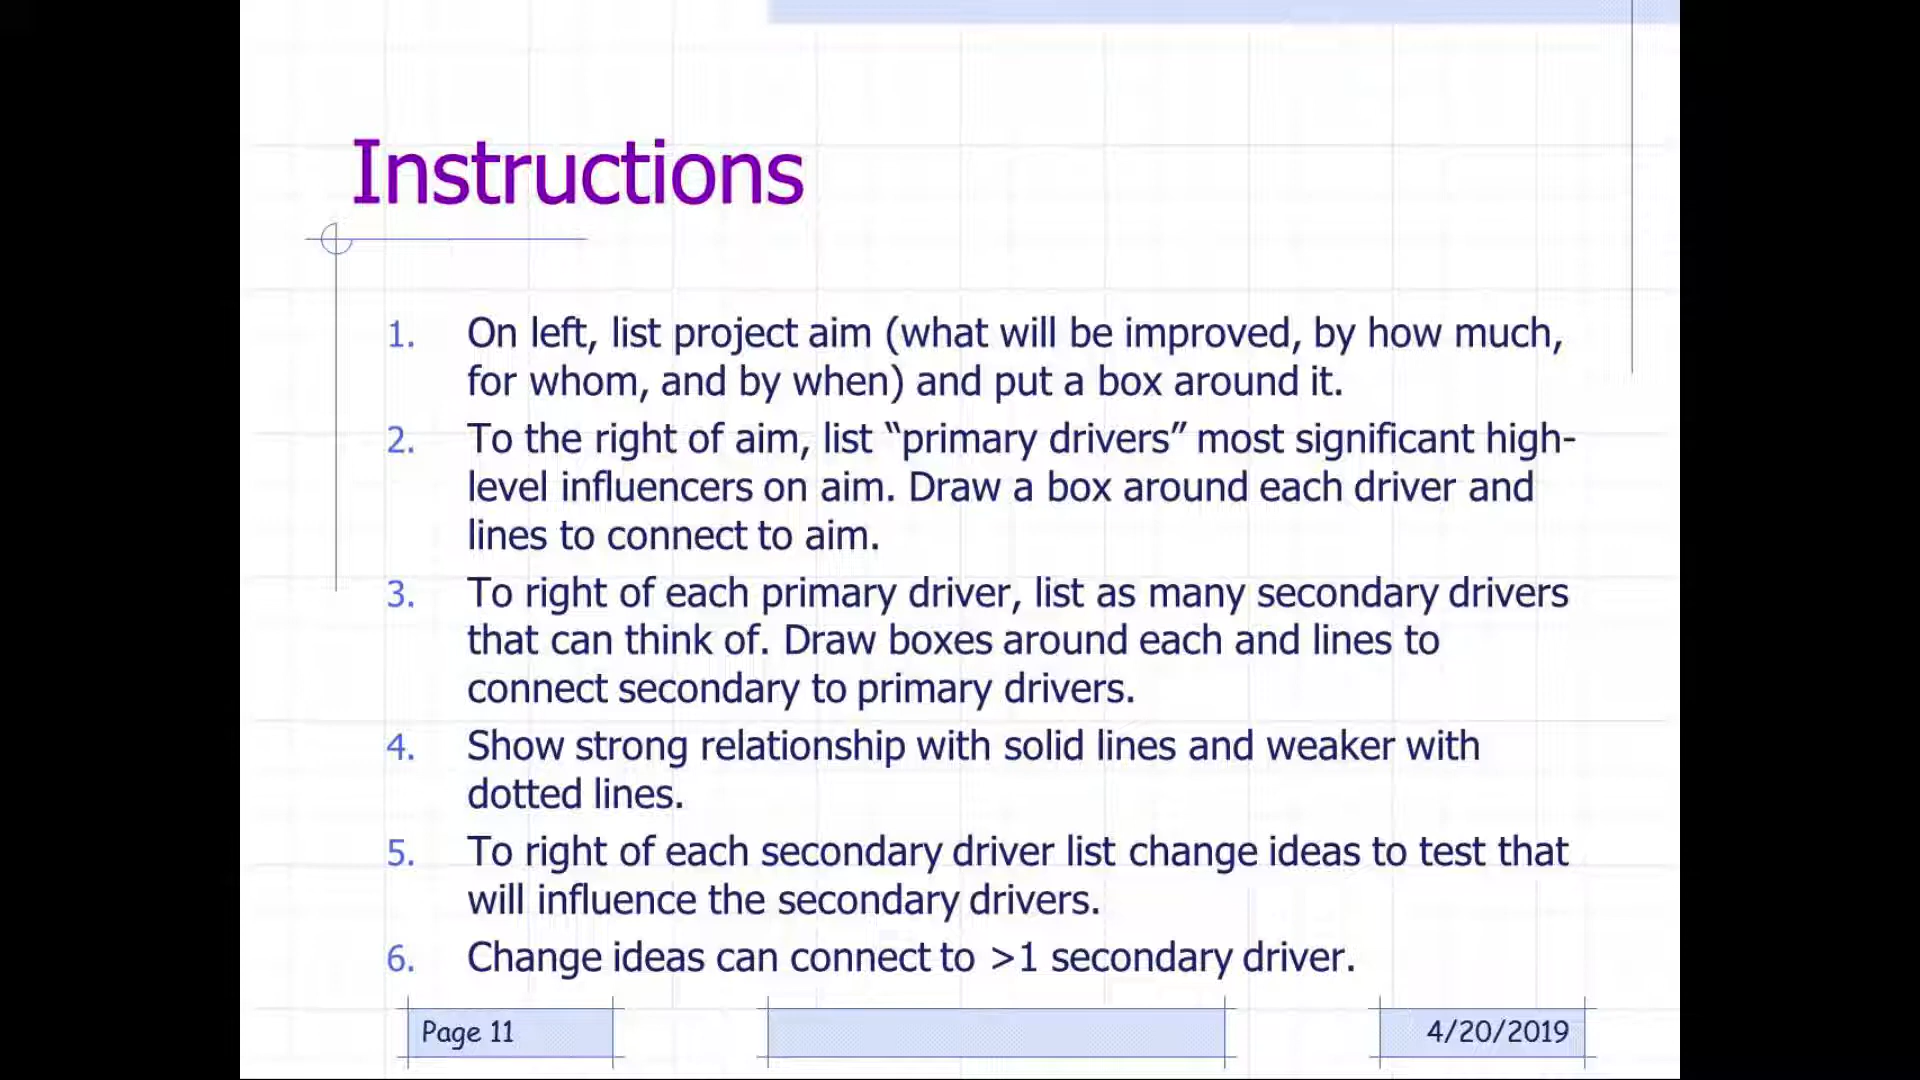 Instructions
1. On left, list project aim (what will be improved, by how much,
for whom, and by when) and put a box around it.
2. To the right of aim, list “primary drivers” most significant high-
level influencers on aim. Draw a box around each driver and
lines to connect to aim.
3. To right of each primary driver, list as many secondary drivers
that can think of. Draw boxes around each and lines to
connect secondary to primary drivers.
4. Show strong relationship with solid lines and weaker with
dotted lines.
5. To right of each secondary driver list change ideas to test that
will influence the secondary drivers.
6. Change ideas can connect to >1 secondary driver.
Page 11
4/20/2019